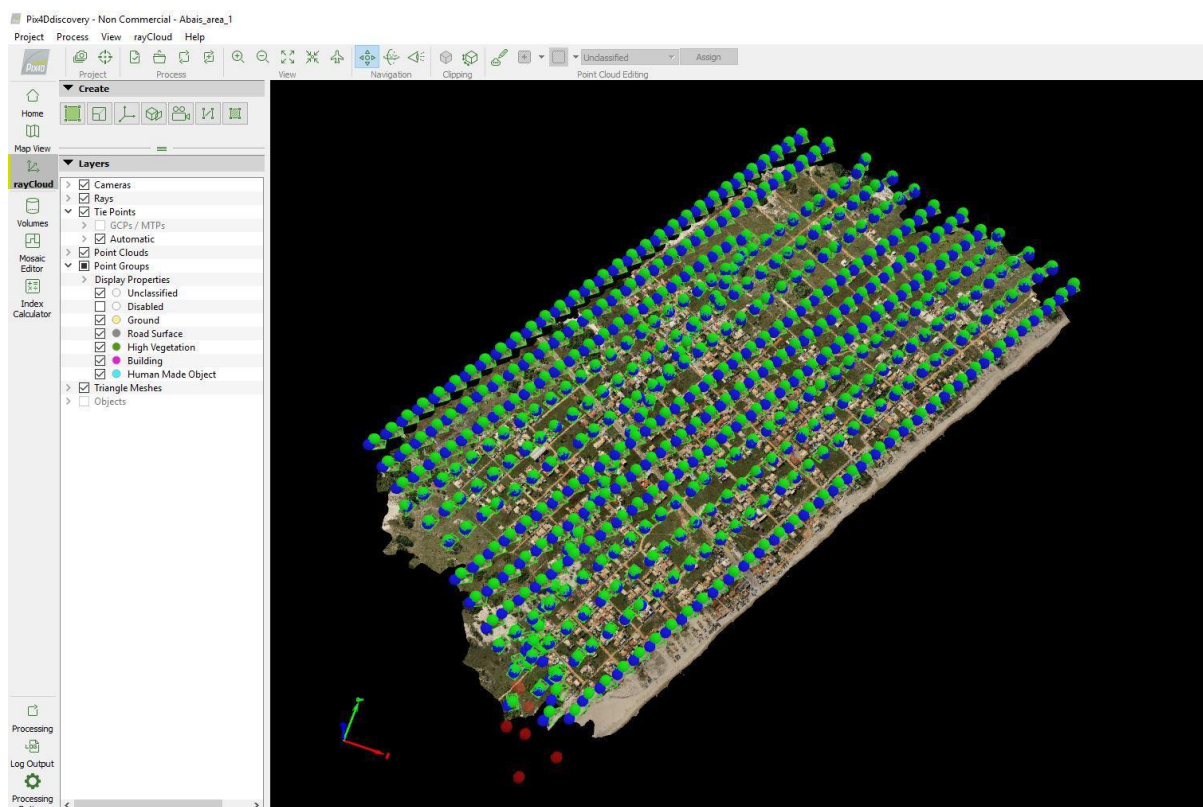 Pix4Ddiscovery - Non Commercial - Abais_area_1
Project Process View rayCloud Help
Unclassified Assign
Project Process View Navigation Clipping Point Cloud Editing
Create
Home
Map View
Layers
rayCloud
Cameras
Rays
Tie Points
GCPs / MTPs
Automatic
Point Clouds
Point Groups
Display Properties
Unclassified
Disabled
Ground
Road Surface
High Vegetation
Building
Human Made Object
Triangle Meshes
Objects
Volumes
Mosaic
Editor
Index
Calculator
Processing
Log Output
Processing